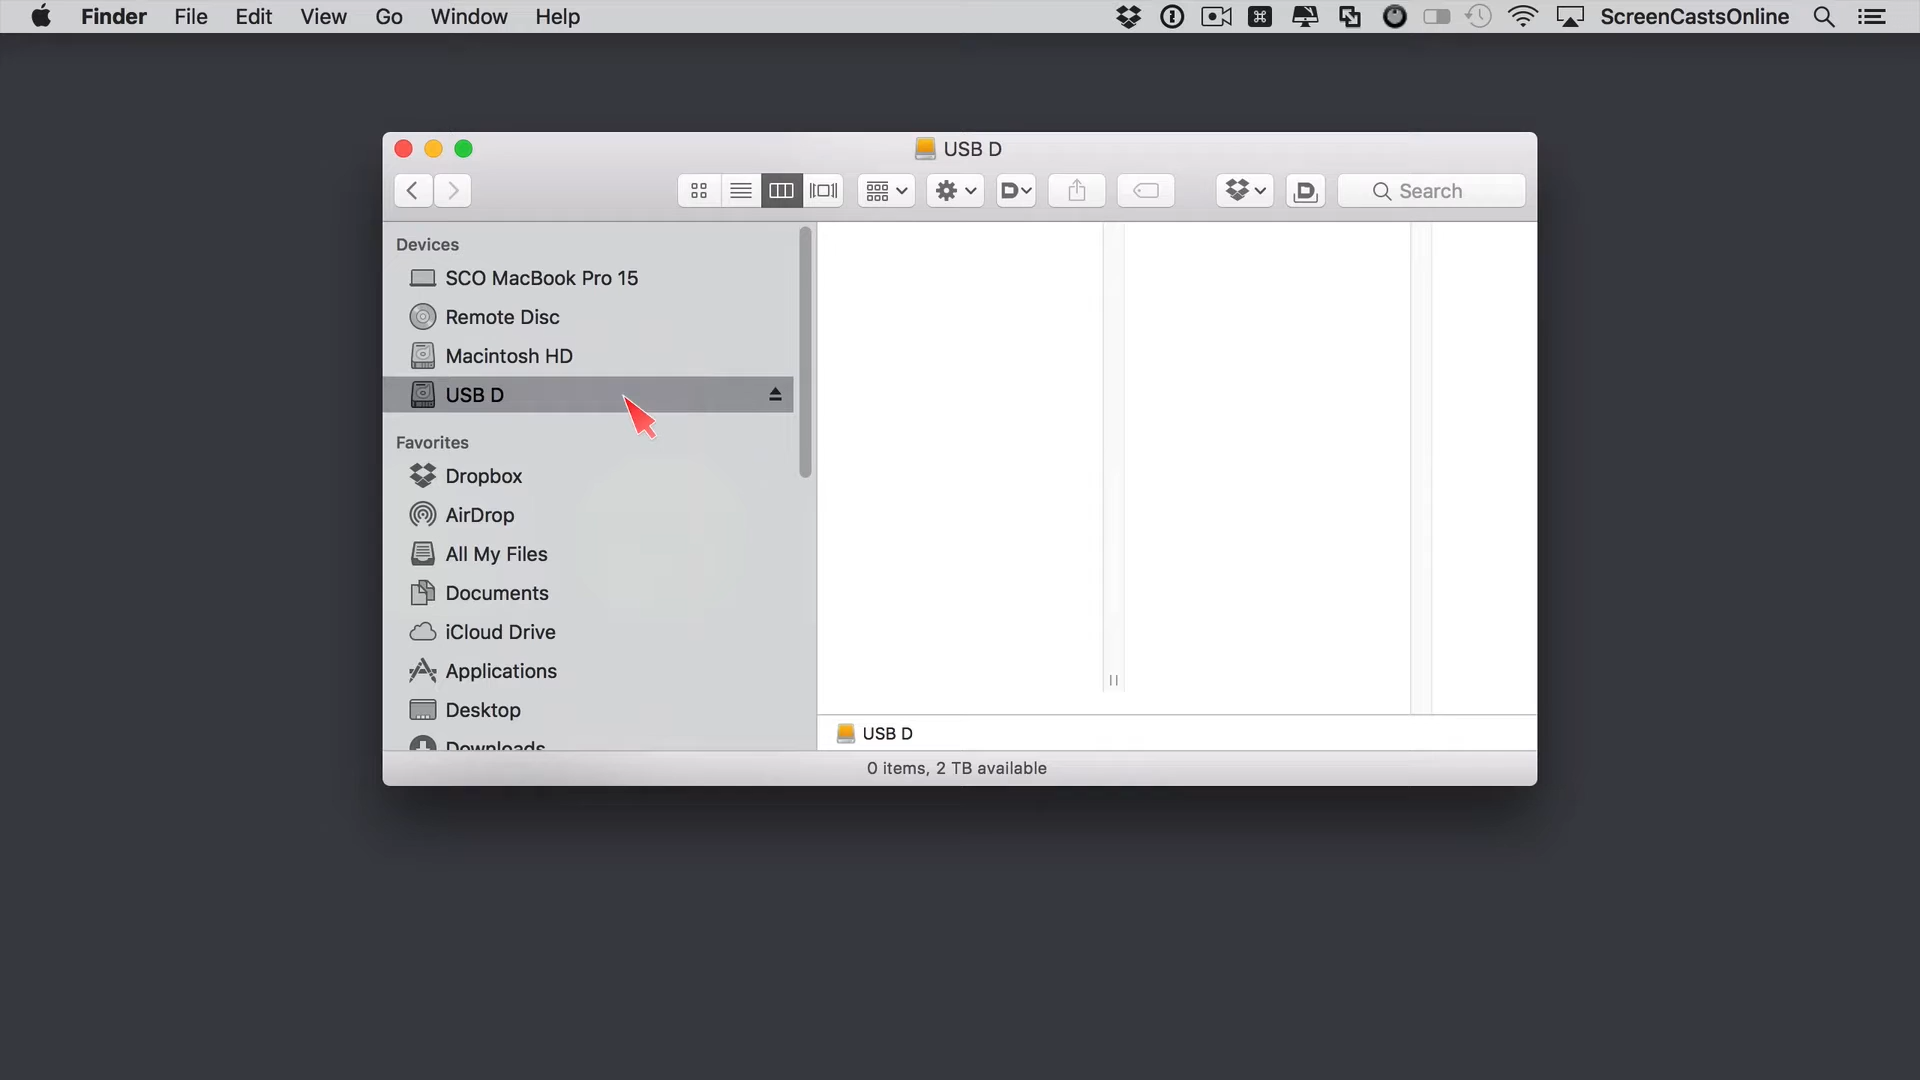 Finder File Edit View Go Window Help ScreenCastsOnline
USB D
Search
Devices
SCO MacBook Pro 15
Remote Disc
Macintosh HD
USB D
Favorites
Dropbox
AirDrop
All My Files
Documents
iCloud Drive
Applications
Desktop
Downloads
USB D
0 items, 2 TB available